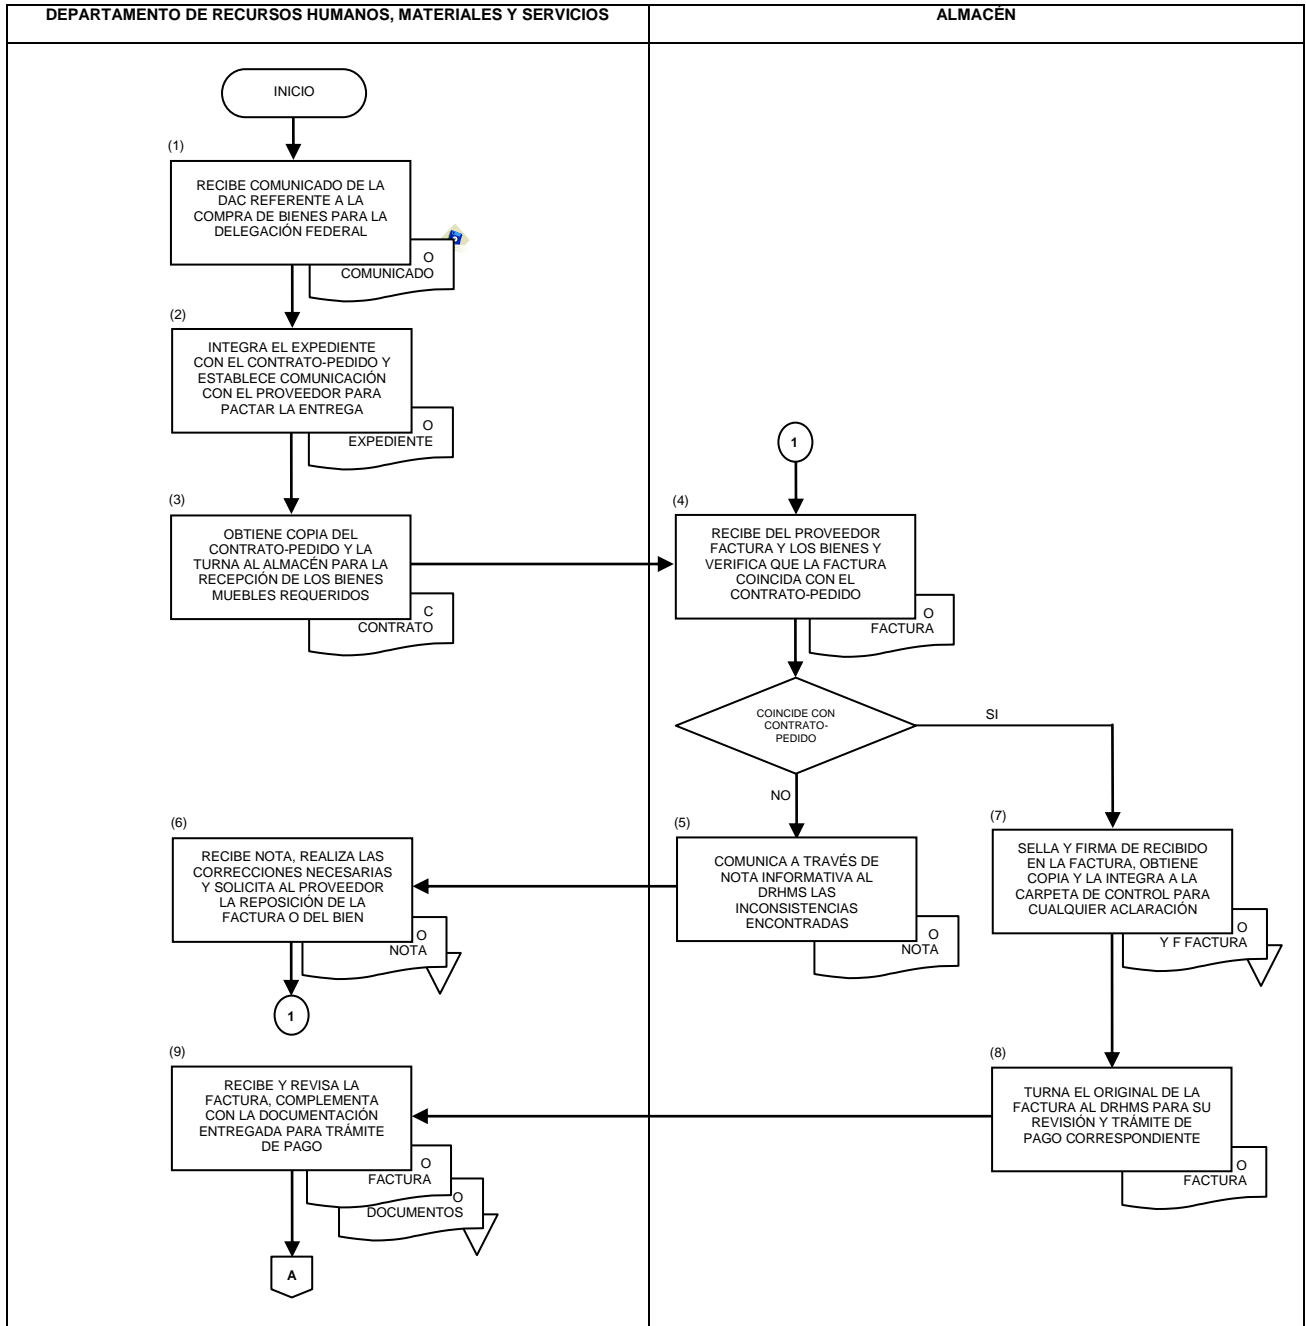 DEPARTAMENTO DE RECURSOS HUMANOS, MATERIALES Y SERVICIOS
ALMACÉN
INICIO
(1)
RECIBE COMUNICADO DE LA
DAC REFERENTE A LA
COMPRA DE BIENES PARA LA
DELEGACIÓN FEDERAL
O
COMUNICADO
(2)
INTEGRA EL EXPEDIENTE
CON EL CONTRATO-PEDIDO Y
ESTABLECE COMUNICACIÓN
CON EL PROVEEDOR PARA
PACTAR LA ENTREGA
O
EXPEDIENTE
(3)
OBTIENE COPIA DEL
CONTRATO-PEDIDO Y LA
TURNA AL ALMACÉN PARA LA
RECEPCIÓN DE LOS BIENES
MUEBLES REQUERIDOS
C
CONTRATO
1
(4)
RECIBE DEL PROVEEDOR
FACTURA Y LOS BIENES Y
VERIFICA QUE LA FACTURA
COINCIDA CON EL
CONTRATO-PEDIDO
O
FACTURA
COINCIDE CON
CONTRATO-
PEDIDO
SI
NO
(5)
COMUNICA A TRAVÉS DE
NOTA INFORMATIVA AL
DRHMS LAS
INCONSISTENCIAS
ENCONTRADAS
O
NOTA
(6)
RECIBE NOTA, REALIZA LAS
CORRECCIONES NECESARIAS
Y SOLICITA AL PROVEEDOR
LA REPOSICIÓN DE LA
FACTURA O DEL BIEN
O
NOTA
1
(7)
SELLA Y FIRMA DE RECIBIDO
EN LA FACTURA, OBTIENE
COPIA Y LA INTEGRA A LA
CARPETA DE CONTROL PARA
CUALQUIER ACLARACIÓN
O
Y F FACTURA
(8)
TURNA EL ORIGINAL DE LA
FACTURA AL DRHMS PARA SU
REVISIÓN Y TRÁMITE DE
PAGO CORRESPONDIENTE
O
FACTURA
(9)
RECIBE Y REVISA LA
FACTURA, COMPLEMENTA
CON LA DOCUMENTACIÓN
ENTREGADA PARA TRÁMITE
DE PAGO
O
FACTURA
O
DOCUMENTOS
A